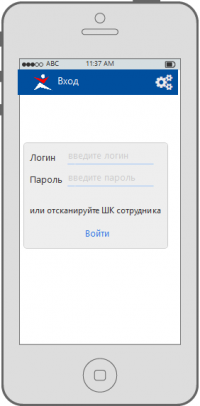 ABC 11:37 AM
Вход
Логин введите логин
Пароль введите пароль
или отсканируйте ШК сотрудника
Войти